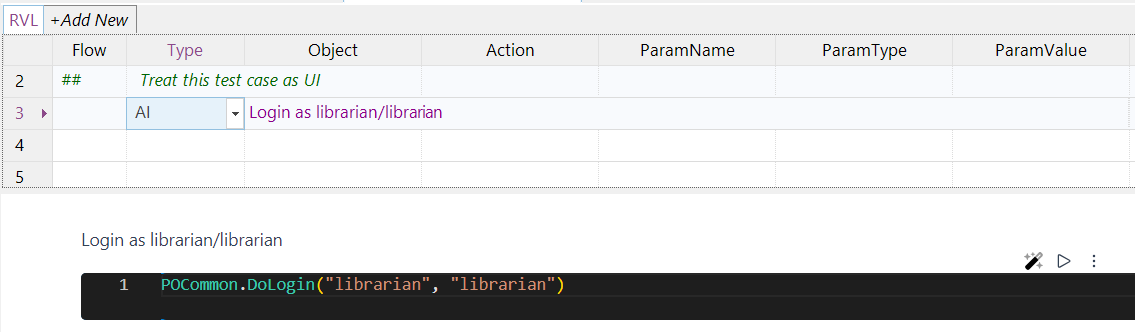 RVL +Add New
Flow Type Object Action ParamName ParamType ParamValue
2 ## Treat this test case as UI
3 AI Login as librarian/librarian
4
5
Login as librarian/librarian
1 POCommon.DoLogin("librarian", "librarian")